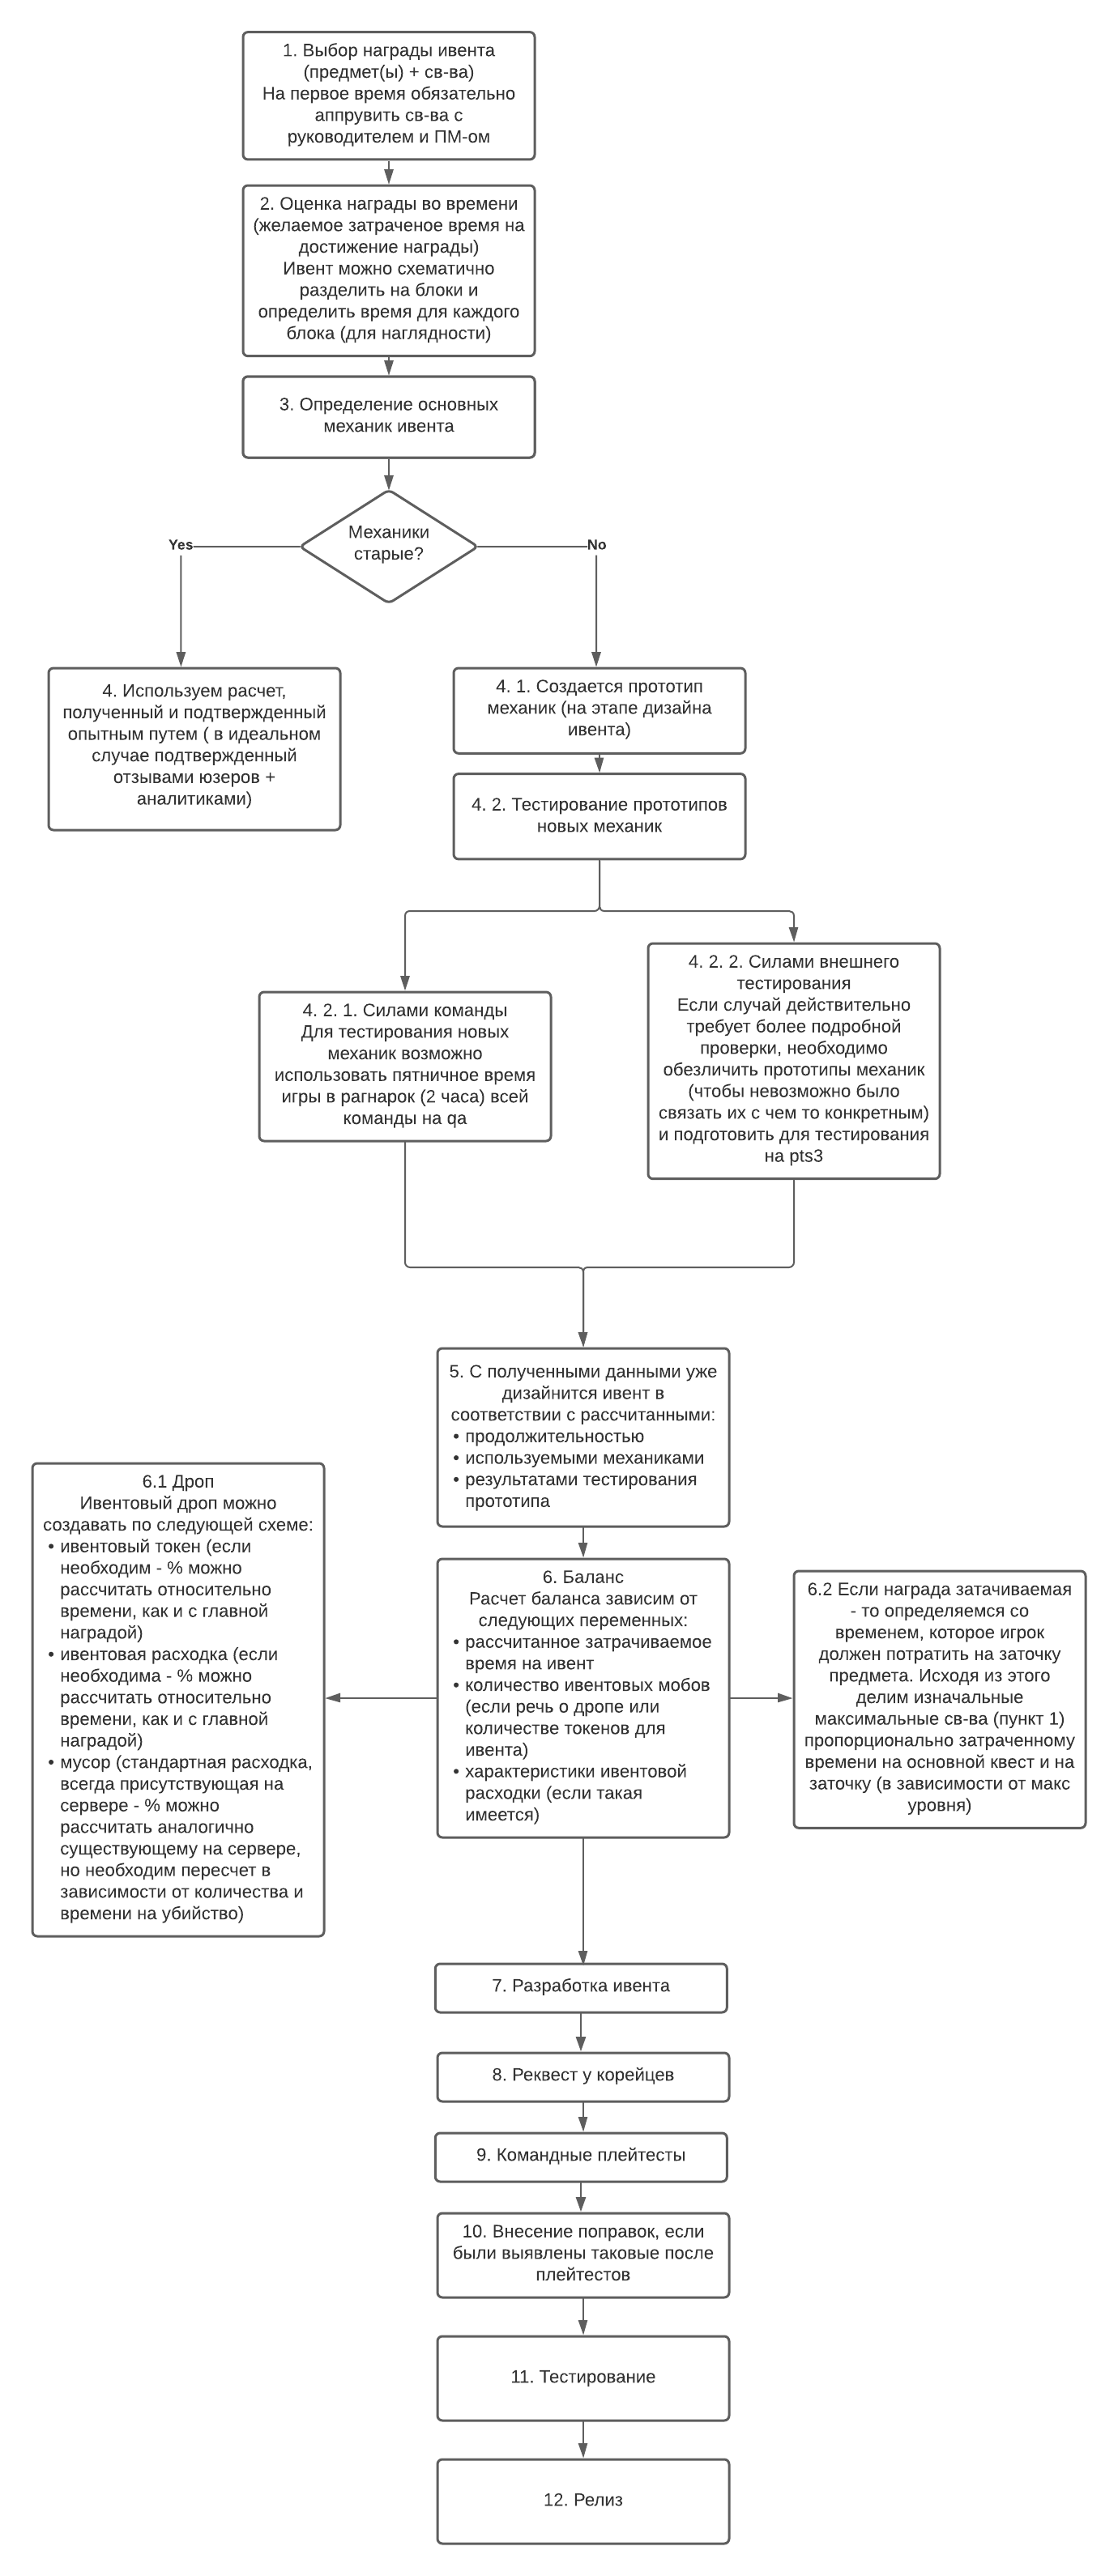 1. Выбор награды ивента
(предмет(ы) + св-ва)
На первое время обязательно
аппрувить св-ва с
руководителем и ПМ-ом
2. Оценка награды во времени
(желаемое затраченое время на
достижение награды)
Ивент можно схематично
разделить на блоки и
определить время для каждого
блока (для наглядности)
3. Определение основных
механик ивента
Механики
старые?
Yes
No
4. Используем расчет,
полученный и подтвержденный
опытным путем ( в идеальном
случае подтвержденный
отзывами юзеров +
аналитиками)
4. 1. Создается прототип
механик (на этапе дизайна
ивента)
4. 2. Тестирование прототипов
новых механик
4. 2. 1. Силами команды
Для тестирования новых
механик возможно
использовать пятничное время
игры в рагнарок (2 часа) всей
команды на qa
4. 2. 2. Силами внешнего
тестирования
Если случай действительно
требует более подробной
проверки, необходимо
обезличить прототипы механик
(чтобы невозможно было
связать их с чем то конкретным)
и подготовить для тестирования
на pts3
5. С полученными данными уже
дизайнится ивент в
соответствии с рассчитанными:
• продолжительностью
• используемыми механиками
• результатами тестирования
прототипа
6.1 Дроп
Ивентовый дроп можно
создавать по следующей схеме:
• ивентовый токен (если
необходим - % можно
рассчитать относительно
времени, как и с главной
наградой)
• ивентовая расходка (если
необходима - % можно
рассчитать относительно
времени, как и с главной
наградой)
• мусор (стандартная расходка,
всегда присутствующая на
сервере - % можно
рассчитать аналогично
существующему на сервере,
но необходим пересчет в
зависимости от количества и
времени на убийство)
6. Баланс
Расчет баланса зависим от
следующих переменных:
• рассчитанное затрачиваемое
время на ивент
• количество ивентовых мобов
(если речь о дропе или
количестве токенов для
ивента)
• характеристики ивентовой
расходки (если такая
имеется)
6.2 Если награда затачиваемая
- то определяемся со
временем, которое игрок
должен потратить на заточку
предмета. Исходя из этого
делим изначальные
максимальные св-ва (пункт 1)
пропорционально затраченному
времени на основной квест и на
заточку (в зависимости от макс
уровня)
7. Разработка ивента
8. Реквест у корейцев
9. Командные плейтесты
10. Внесение поправок, если
были выявлены таковые после
плейтестов
11. Тестирование
12. Релиз